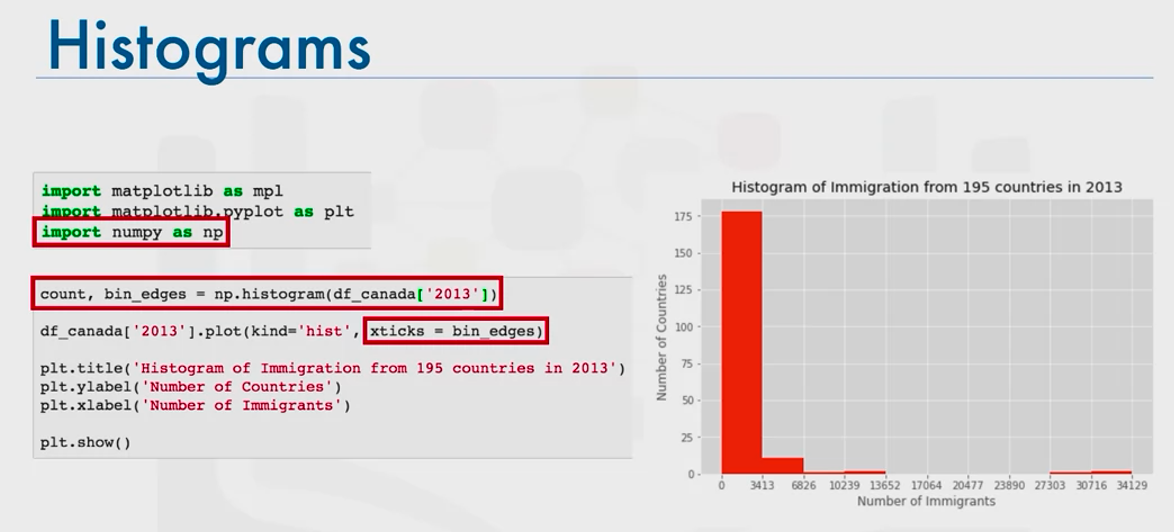 Histograms
import matplotlib as mpl
import matplotlib.pyplot as plt
import numpy as np
count, bin_edges = np.histogram(df_canada['2013'])
df_canada['2013'].plot(kind='hist', xticks = bin_edges)
plt.title('Histogram of Immigration from 195 countries in 2013')
plt.ylabel('Number of Countries')
plt.xlabel('Number of Immigrants')
plt.show()
Histogram of Immigration from 195 countries in 2013
Number of Countries
175
150
125
100
75
50
25
0
0 3413 6826 10239 13652 17064 20477 23890 27303 30716 34129
Number of Immigrants